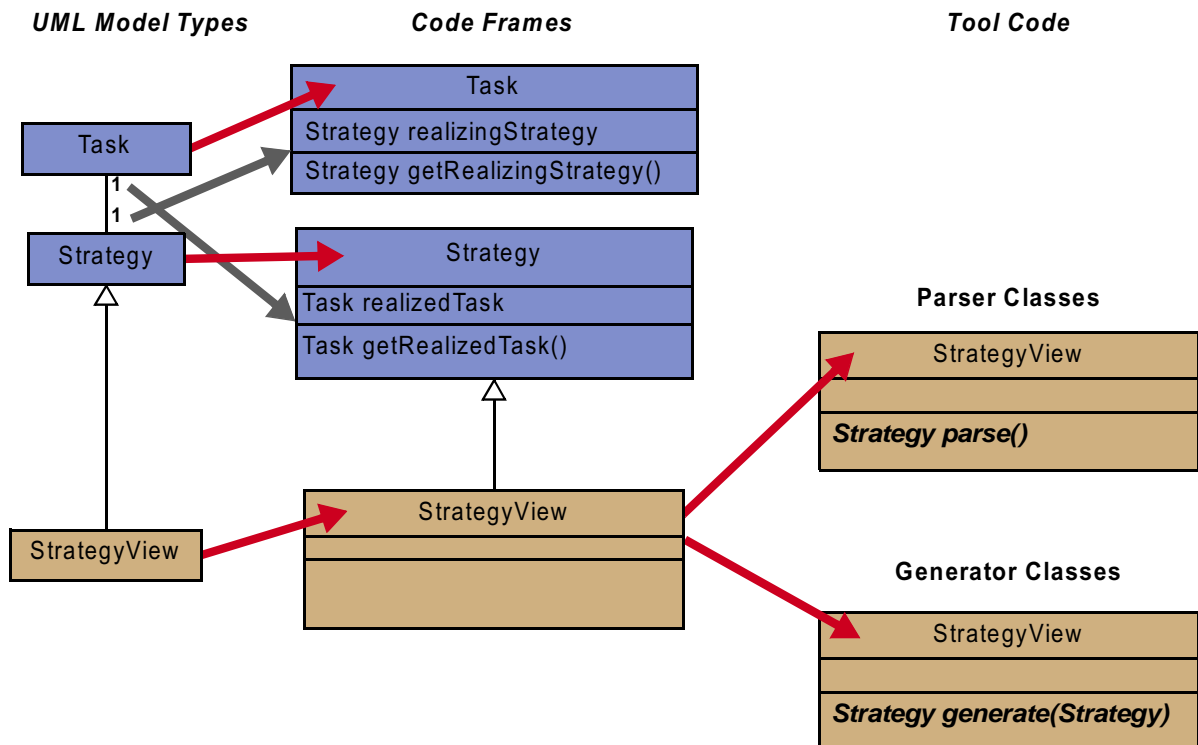 UML Model Types
Code Frames
Tool Code
Task
Strategy realizingStrategy
Strategy getRealizingStrategy()
Task
1
1
Strategy
Strategy
Task realizedTask
Task getRealizedTask()
Parser Classes
StrategyView
Strategy parse()
StrategyView
StrategyView
Generator Classes
StrategyView
Strategy generate(Strategy)